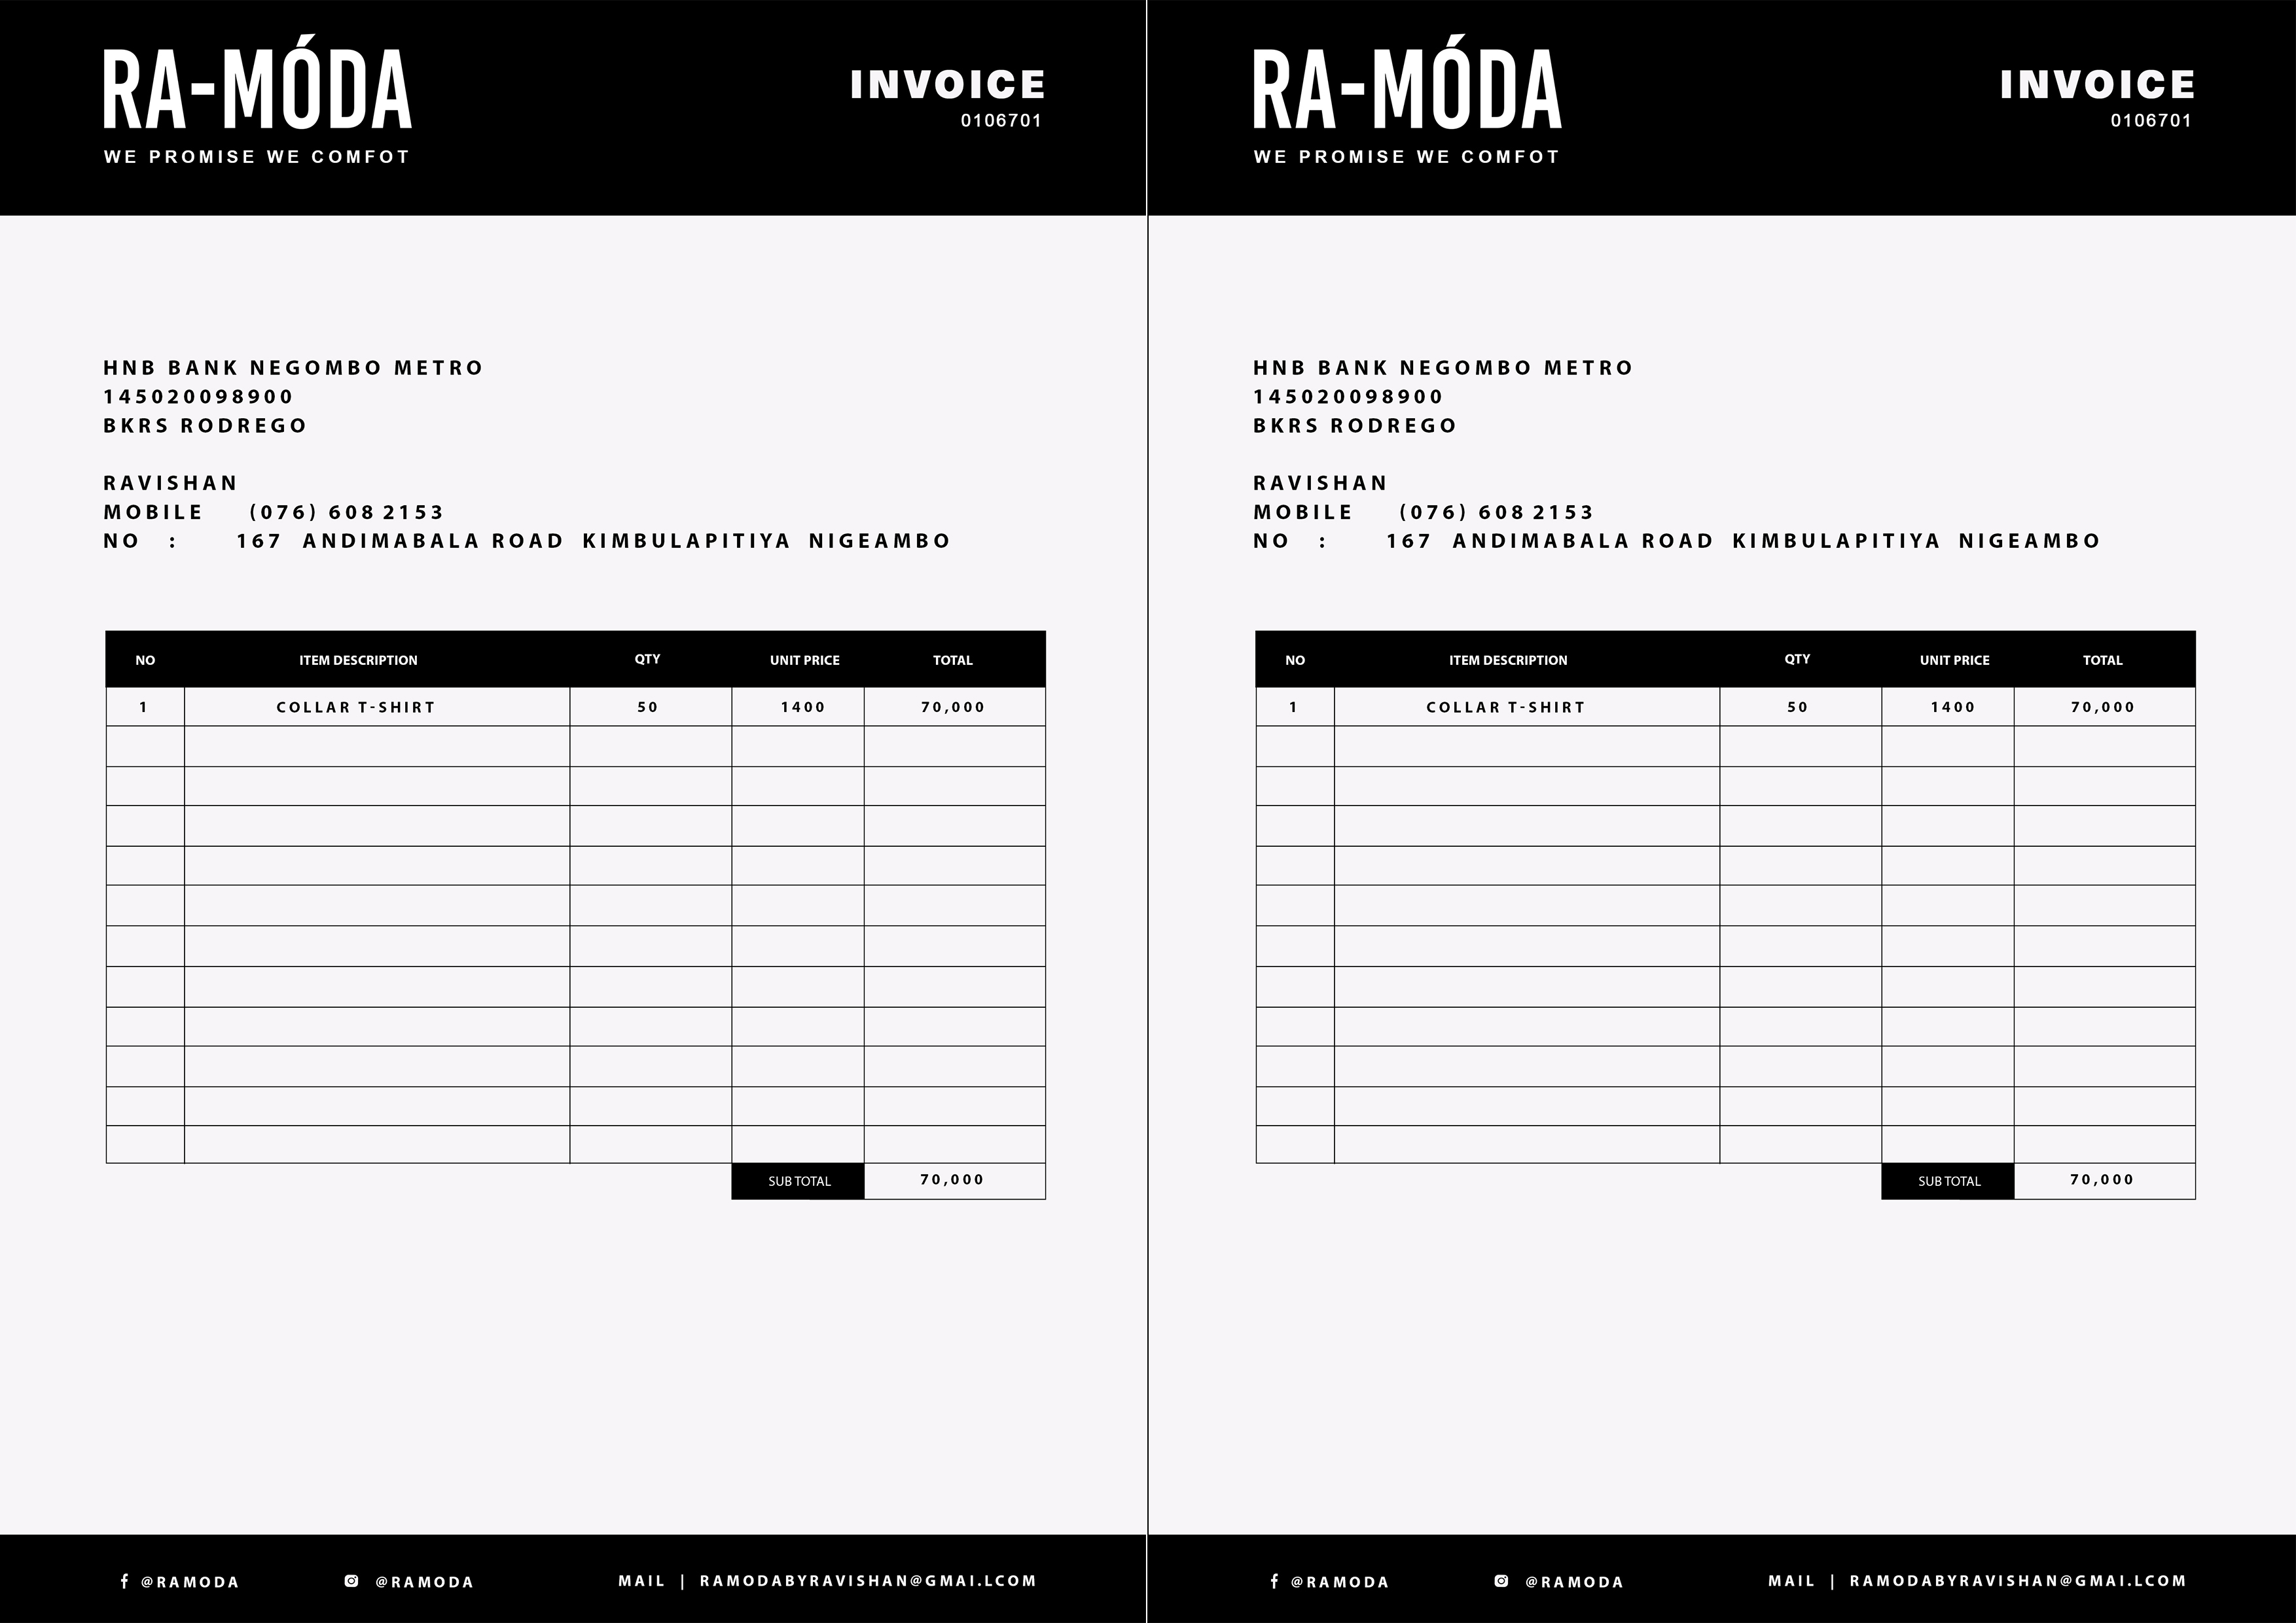 RA-MÓDA
WE PROMISE WE COMFOT
INVOICE
0106701
HNB BANK NEGOMBO METRO
145020098900
BKRS RODREGO
RAVISHAN
MOBILE (076) 608 2153
NO : 167 ANDIMABALA ROAD KIMBULAPITIYA NIGEAMBO
NO ITEM DESCRIPTION QTY UNIT PRICE TOTAL
1 COLLAR T-SHIRT 50 1400 70,000
SUB TOTAL 70,000
@RAMODA @RAMODA MAIL | RAMODABYRAVISHAN@GMAI.LCOM
RA-MÓDA
WE PROMISE WE COMFOT
INVOICE
0106701
HNB BANK NEGOMBO METRO
145020098900
BKRS RODREGO
RAVISHAN
MOBILE (076) 608 2153
NO : 167 ANDIMABALA ROAD KIMBULAPITIYA NIGEAMBO
NO ITEM DESCRIPTION QTY UNIT PRICE TOTAL
1 COLLAR T-SHIRT 50 1400 70,000
SUB TOTAL 70,000
@RAMODA @RAMODA MAIL | RAMODABYRAVISHAN@GMAI.LCOM